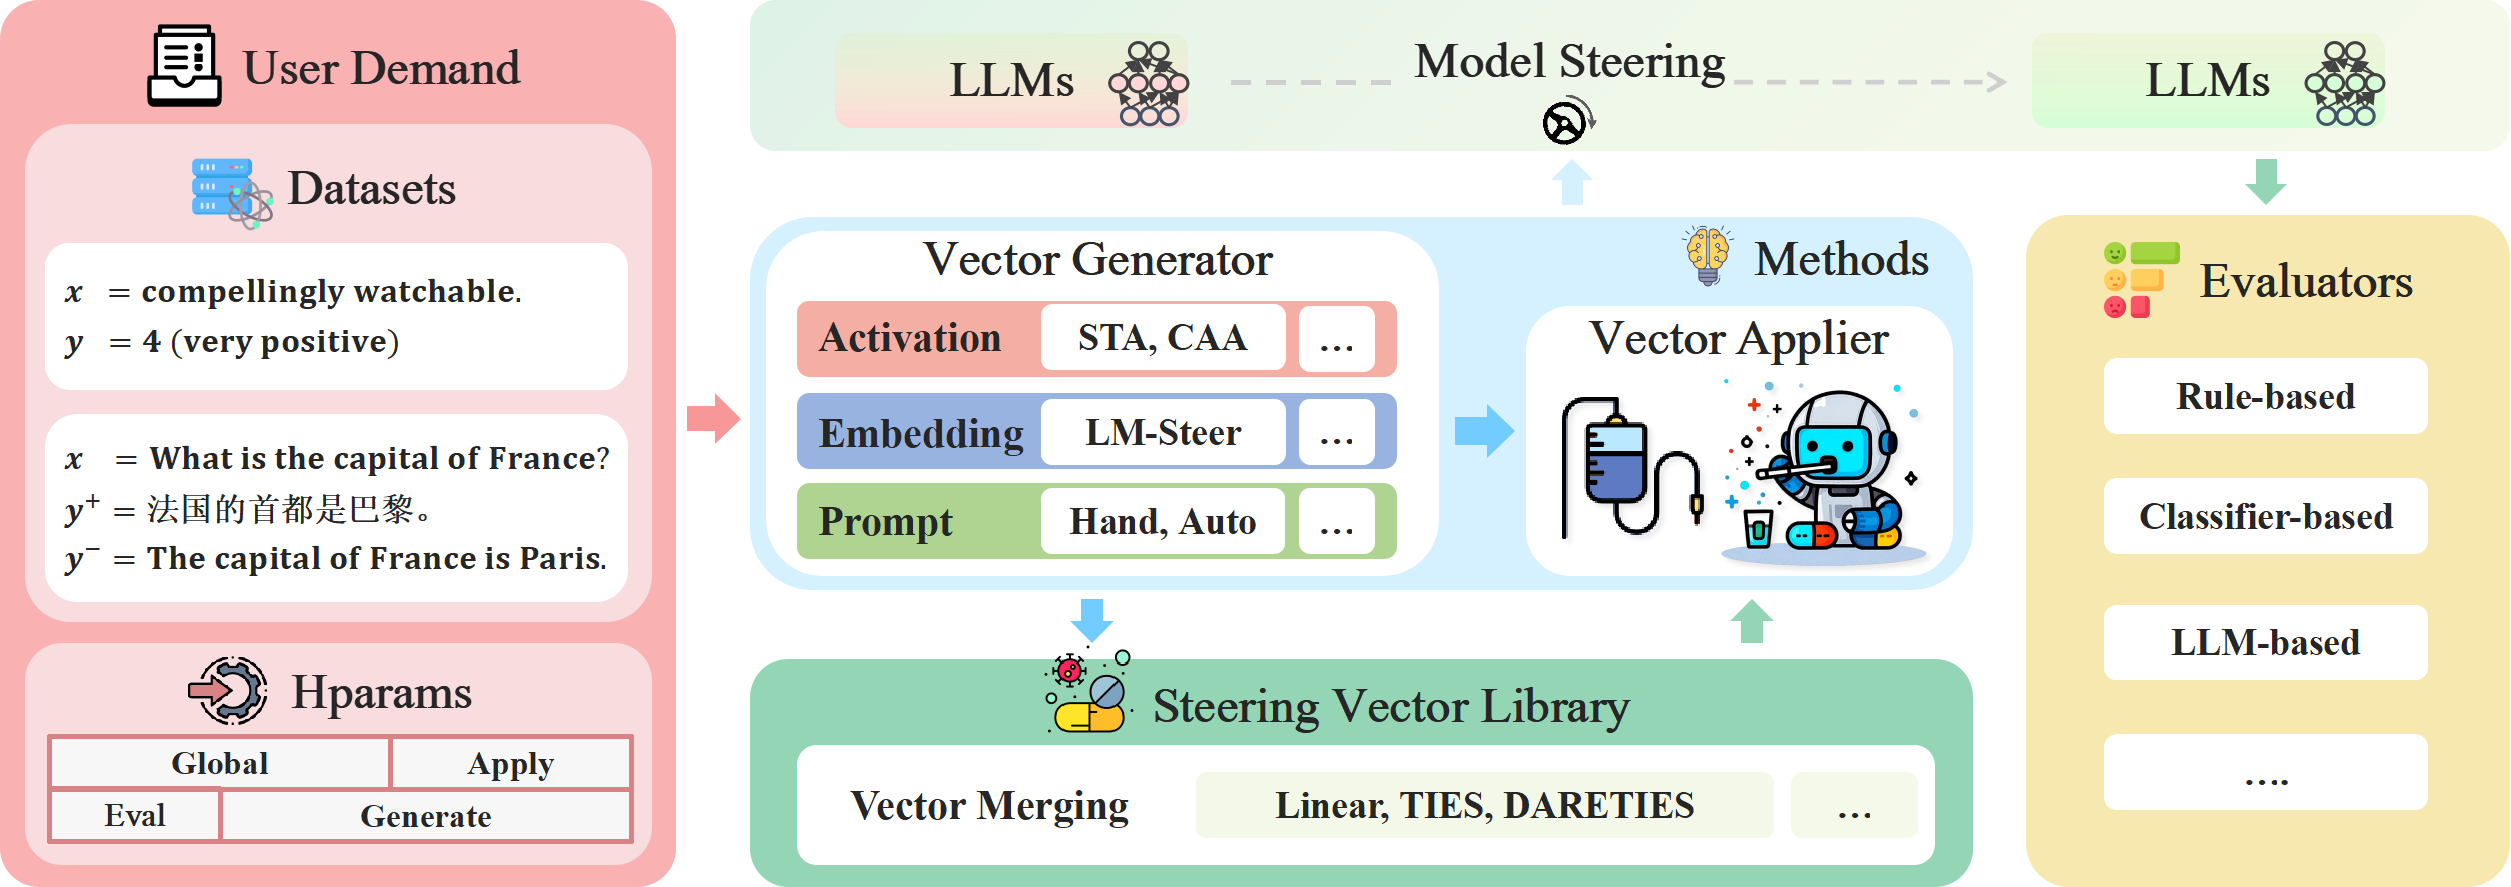 User Demand
Datasets
x = compellingly watchable.
y = 4 (very positive)
x = What is the capital of France?
y⁺ = 法国的首都是巴黎。
y⁻ = The capital of France is Paris.
Hparams
Global
Apply
Eval
Generate
LLMs
Model Steering
LLMs
Vector Generator
Activation
STA, CAA
...
Embedding
LM-Steer
...
Prompt
Hand, Auto
...
Methods
Vector Applier
Steering Vector Library
Vector Merging
Linear, TIES, DARETIES
...
Evaluators
Rule-based
Classifier-based
LLM-based
....